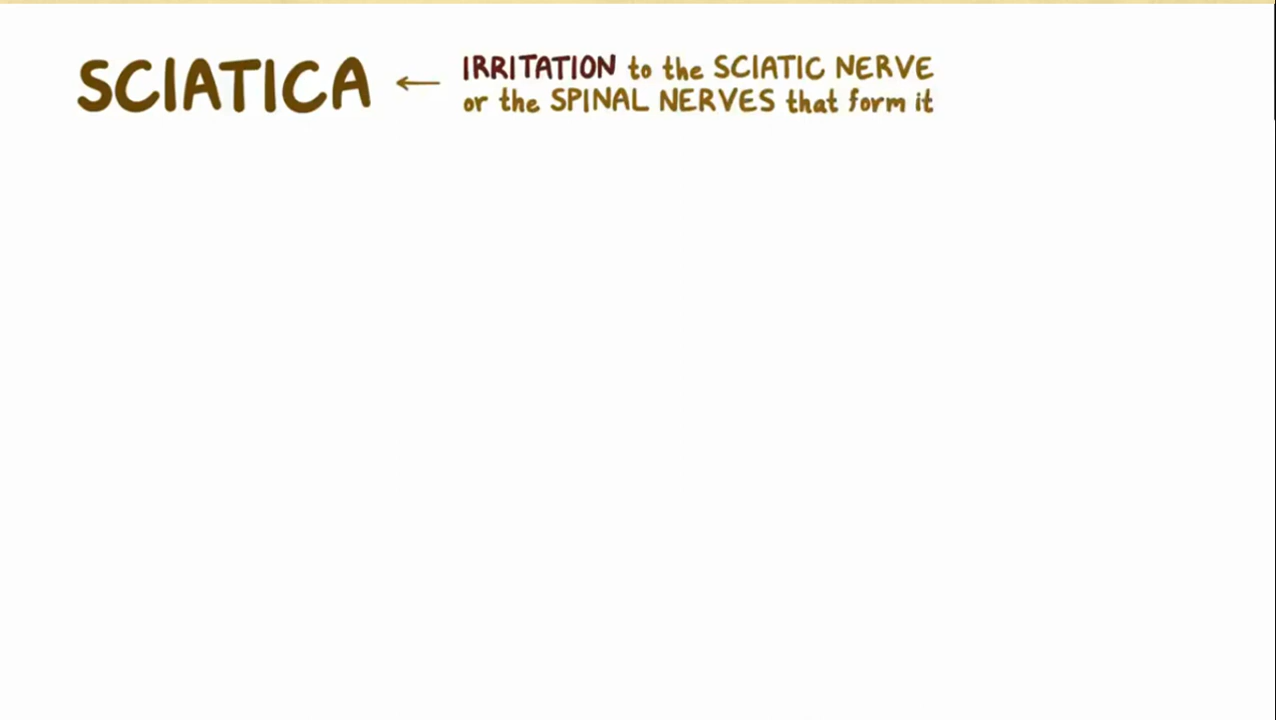 SCIATICA ← IRRITATION to the SCIATIC NERVE
or the SPINAL NERVES that form it